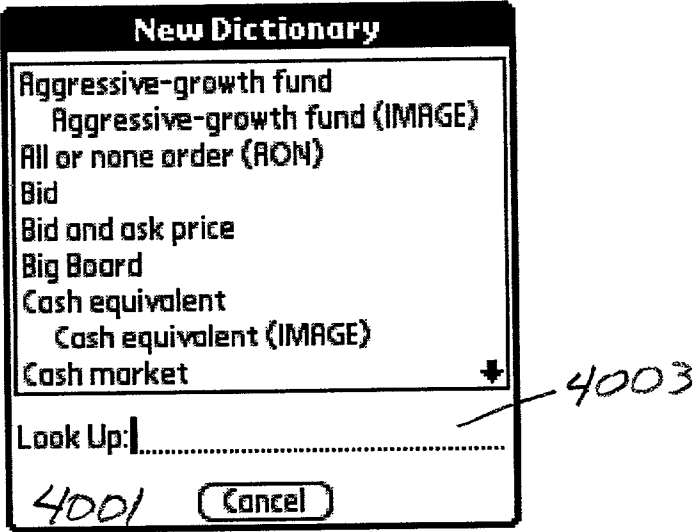 New Dictionary
Aggressive-growth fund
Aggressive-growth fund (IMAGE)
All or none order (AON)
Bid
Bid and ask price
Big Board
Cash equivalent
Cash equivalent (IMAGE)
Cash market
4003
Look Up:
4001 Cancel